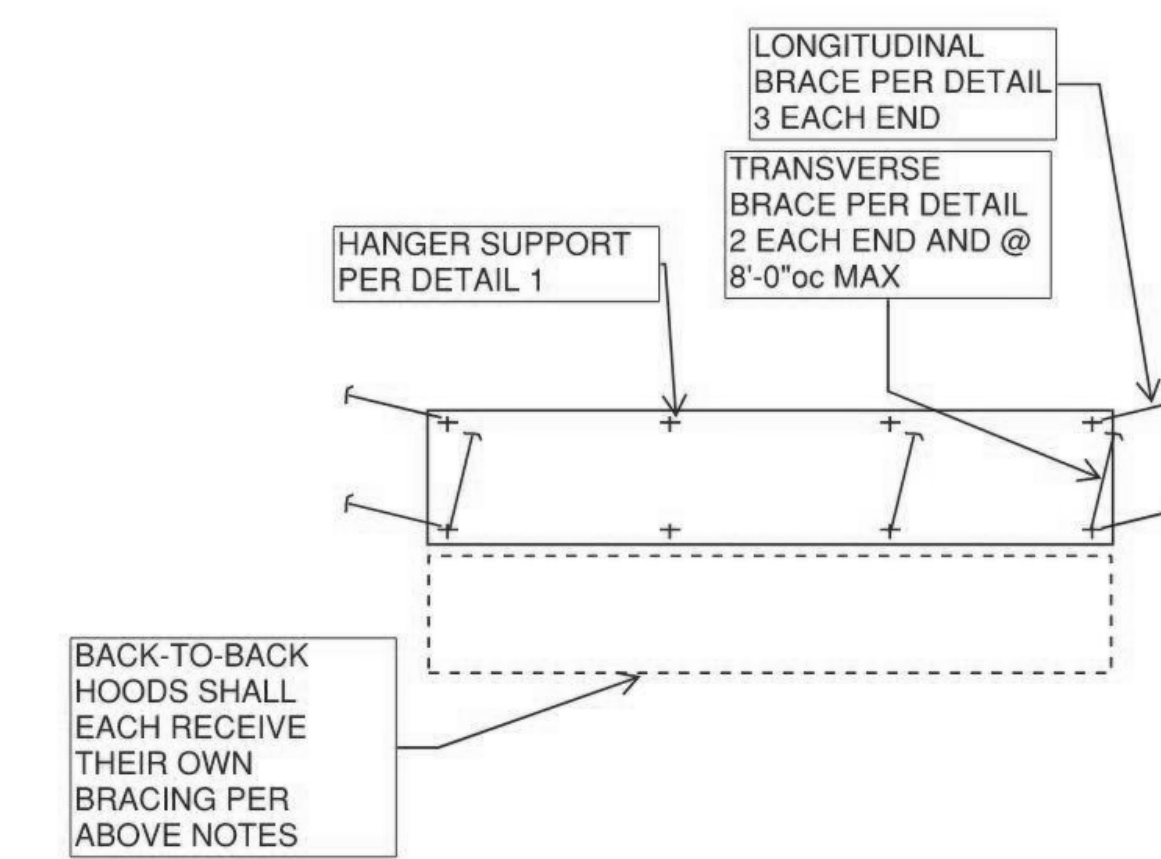 LONGITUDINAL
BRACE PER DETAIL
3 EACH END
TRANSVERSE
BRACE PER DETAIL
2 EACH END AND @
8'-0"oc MAX
HANGER SUPPORT
PER DETAIL 1
BACK-TO-BACK
HOODS SHALL
EACH RECEIVE
THEIR OWN
BRACING PER
ABOVE NOTES